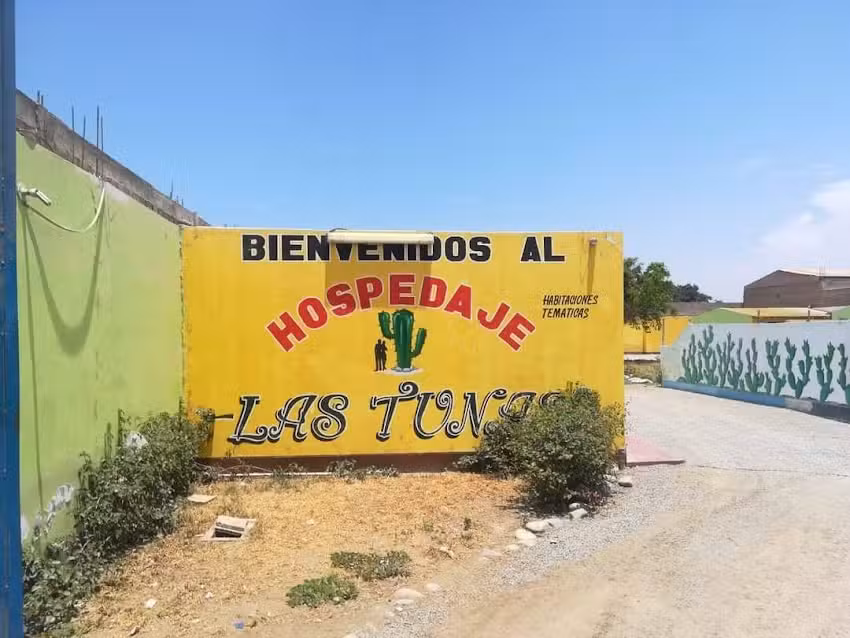 BIENVENIDOS AL
HOSPEDAJE
HABITACIONES
TEMATICAS
LAS TUNAS